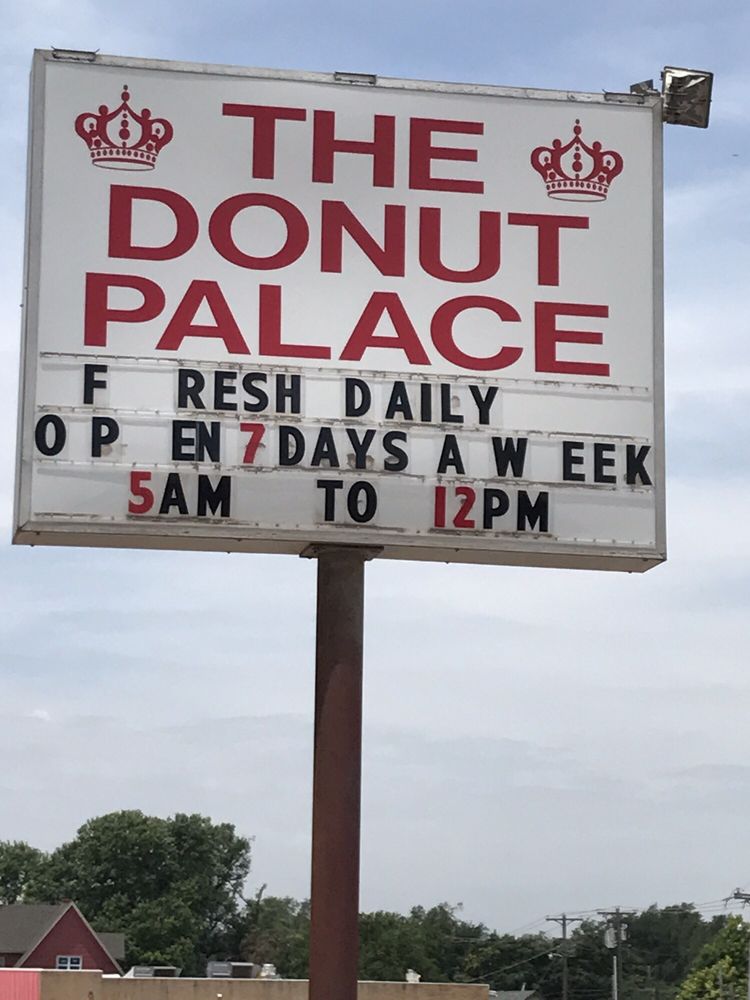 THE
DONUT
PALACE
F RESH DAILY
OP EN 7 DAYS A W EEK
5AM TO 12PM